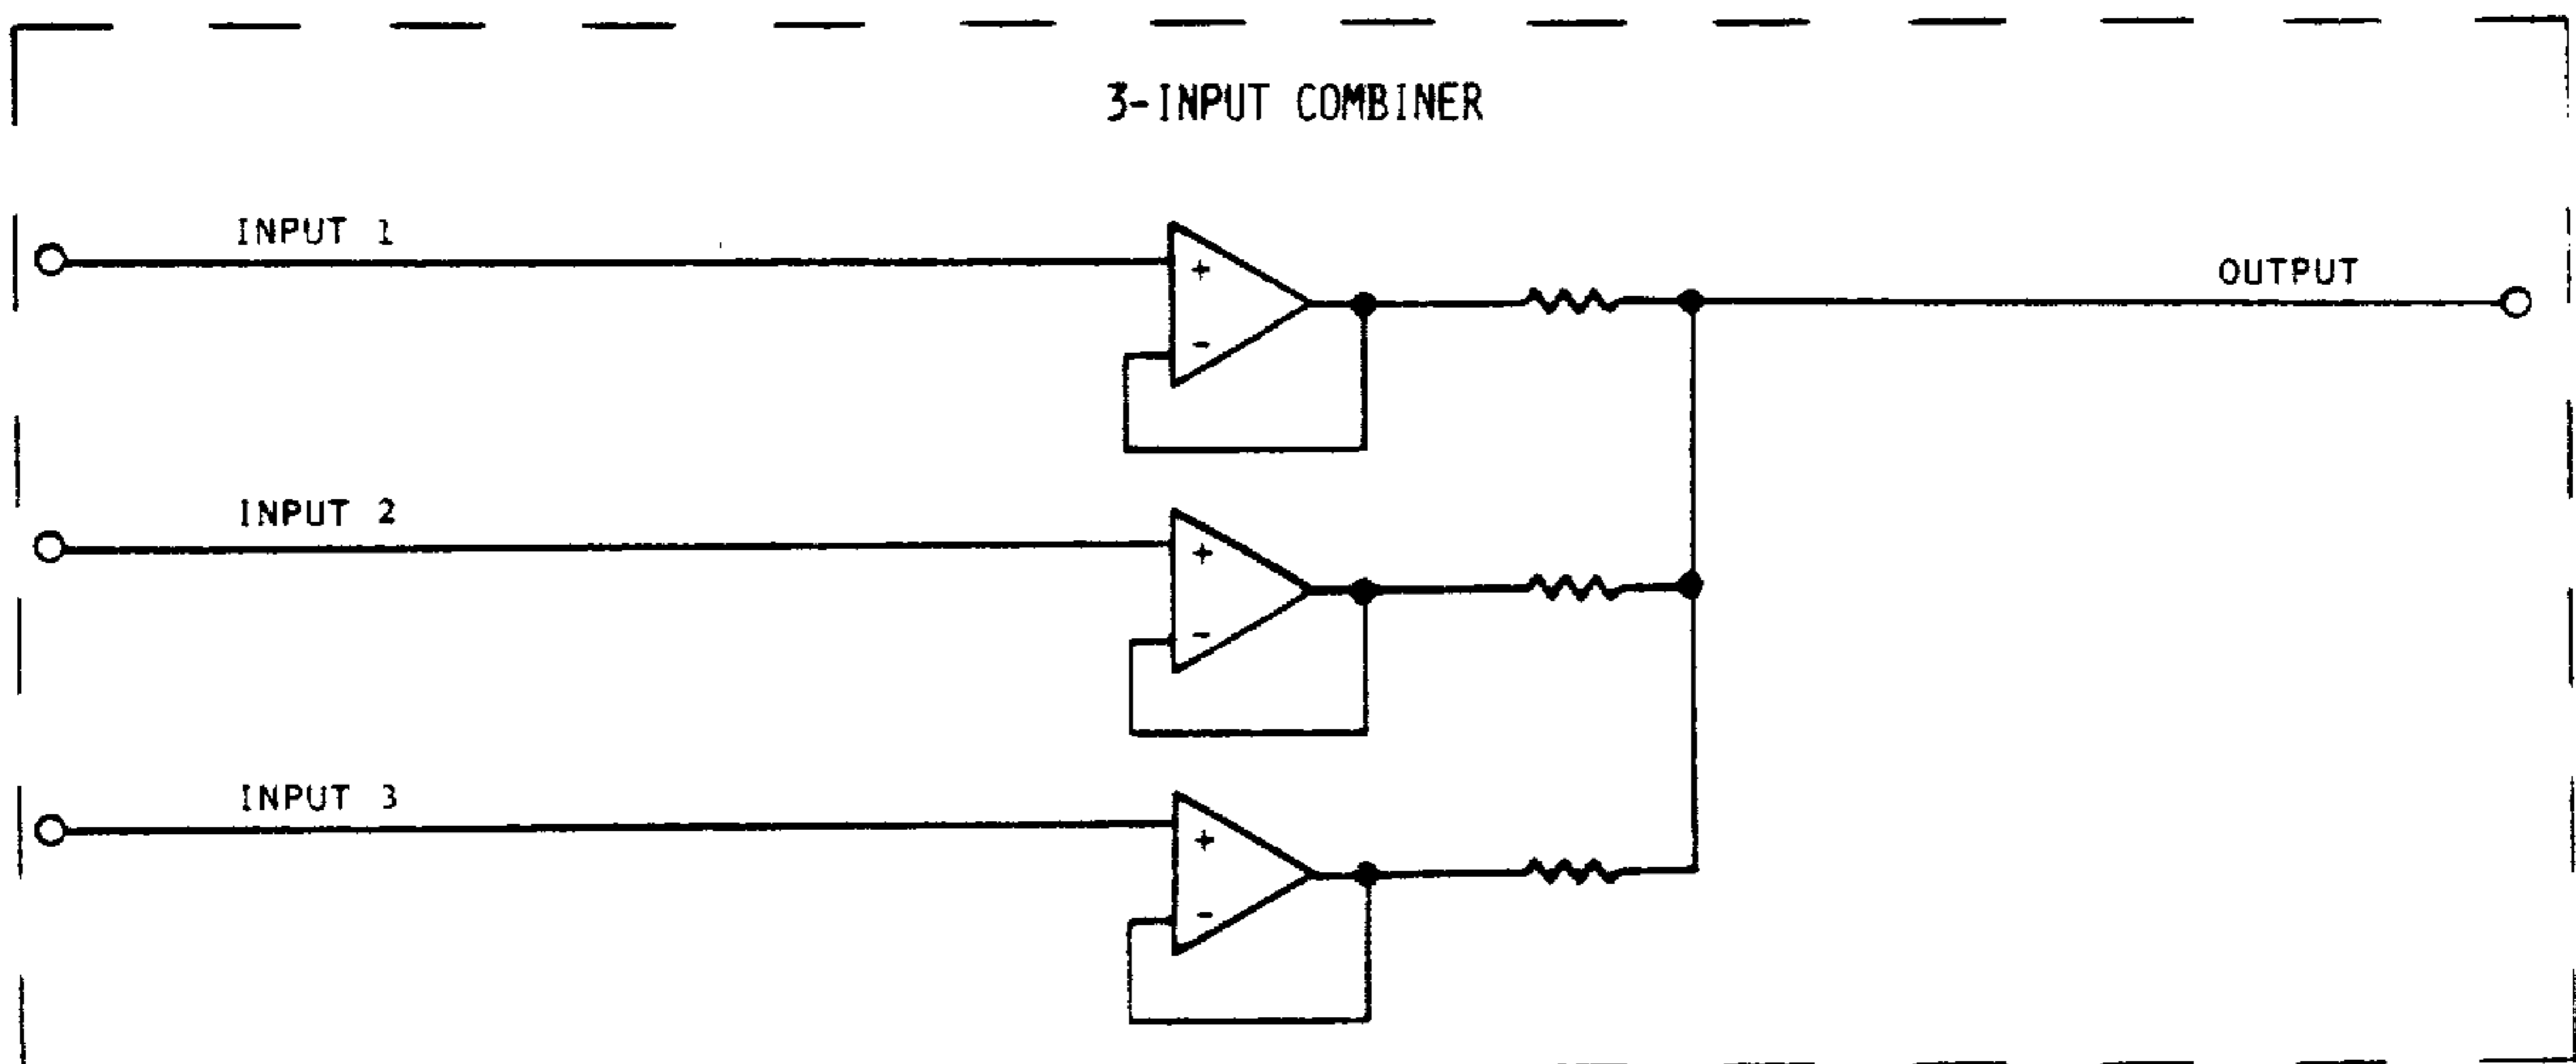 3-INPUT COMBINER
INPUT 1
+
-
OUTPUT
INPUT 2
+
-
INPUT 3
+
-